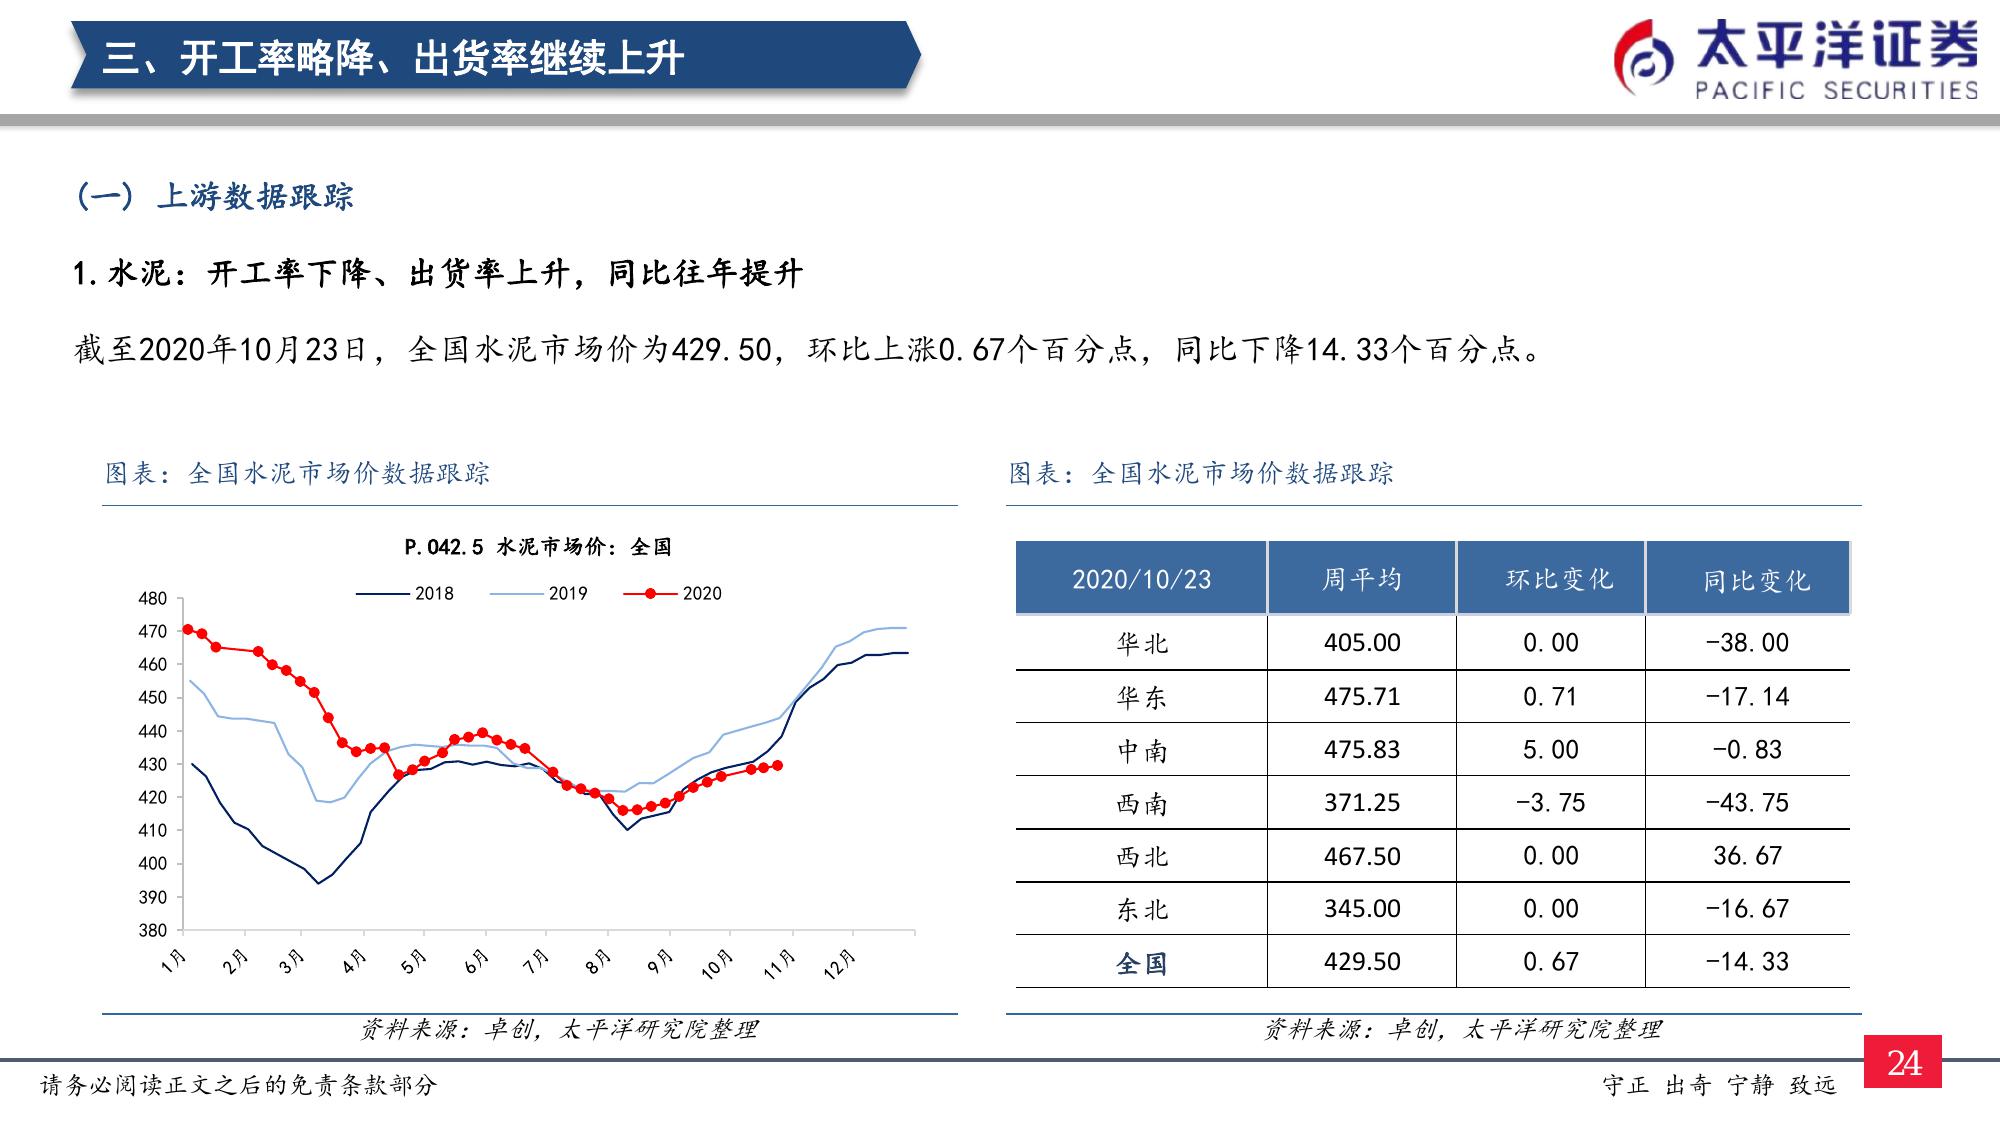 三、开工率略降、出货率继续上升
太平洋证券
PACIFIC SECURITIES
(一) 上游数据跟踪
1.水泥：开工率下降、出货率上升，同比往年提升
截至2020年10月23日，全国水泥市场价为429.50，环比上涨0.67个百分点，同比下降14.33个百分点。
图表：全国水泥市场价数据跟踪
P.042.5 水泥市场价：全国
2018 2019 2020
480
470
460
450
440
430
420
410
400
390
380
1月 2月 3月 4月 5月 6月 7月 8月 9月 10月 11月 12月
资料来源：卓创，太平洋研究院整理
图表：全国水泥市场价数据跟踪
2020/10/23 周平均 环比变化 同比变化
华北 405.00 0.00 -38.00
华东 475.71 0.71 -17.14
中南 475.83 5.00 -0.83
西南 371.25 -3.75 -43.75
西北 467.50 0.00 36.67
东北 345.00 0.00 -16.67
全国 429.50 0.67 -14.33
资料来源：卓创，太平洋研究院整理
请务必阅读正文之后的免责条款部分
守正 出奇 宁静 致远
24